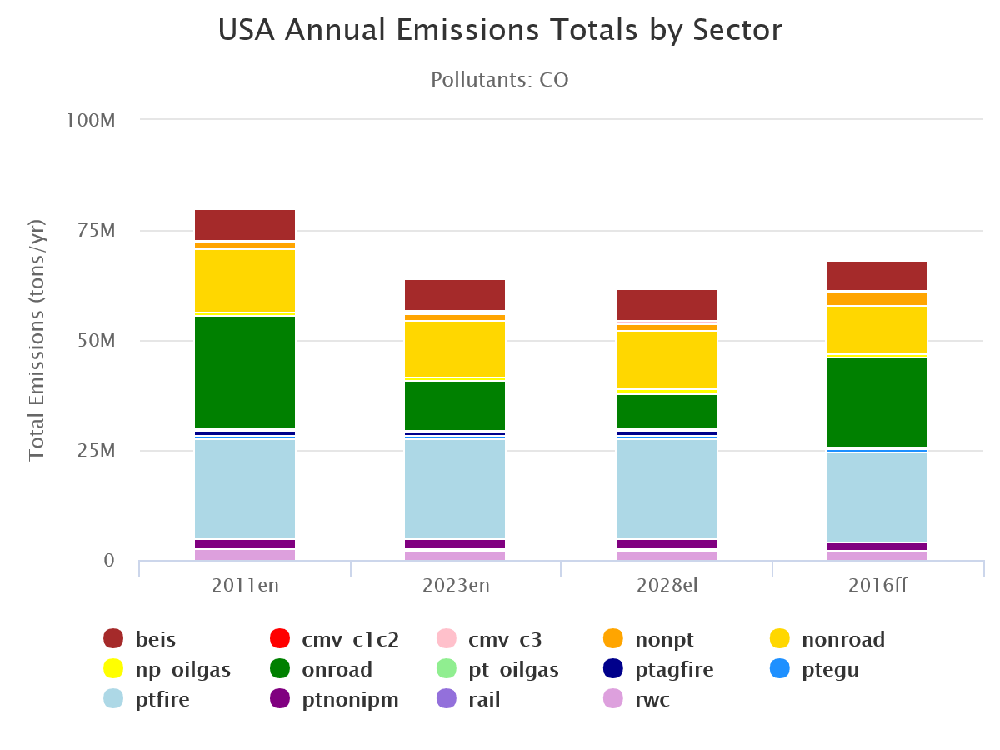 USA Annual Emissions Totals by Sector
Pollutants: CO
Total Emissions (tons/yr)
100M
75M
50M
25M
0
2011en 2023en 2028el 2016ff
beis cmv_c1c2 cmv_c3 nonpt nonroad
np_oilgas onroad pt_oilgas ptagfire ptegu
ptfire ptnonipm rail rwc